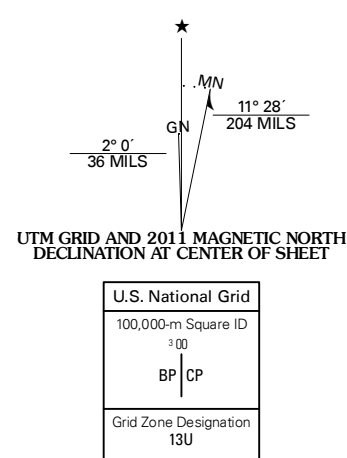 MN
11° 28´
204 MILS
GN
2° 0´
36 MILS
UTM GRID AND 2011 MAGNETIC NORTH
DECLINATION AT CENTER OF SHEET
U.S. National Grid
100,000-m Square ID
³00
BP CP
Grid Zone Designation
13U